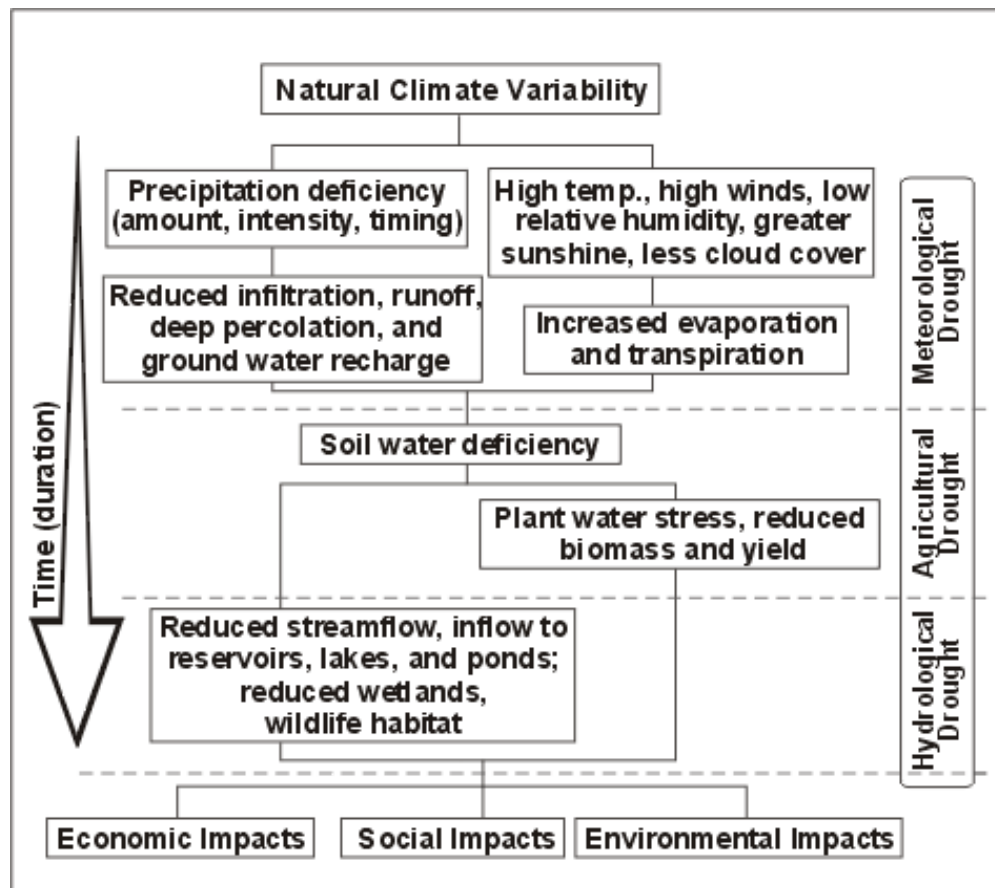 Natural Climate Variability
Precipitation deficiency
(amount, intensity, timing)
High temp., high winds, low
relative humidity, greater
sunshine, less cloud cover
Reduced infiltration, runoff,
deep percolation, and
ground water recharge
Increased evaporation
and transpiration
Soil water deficiency
Plant water stress, reduced
biomass and yield
Reduced streamflow, inflow to
reservoirs, lakes, and ponds;
reduced wetlands,
wildlife habitat
Economic Impacts
Social Impacts
Environmental Impacts
Time (duration)
Meteorological
Drought
Agricultural
Drought
Hydrological
Drought